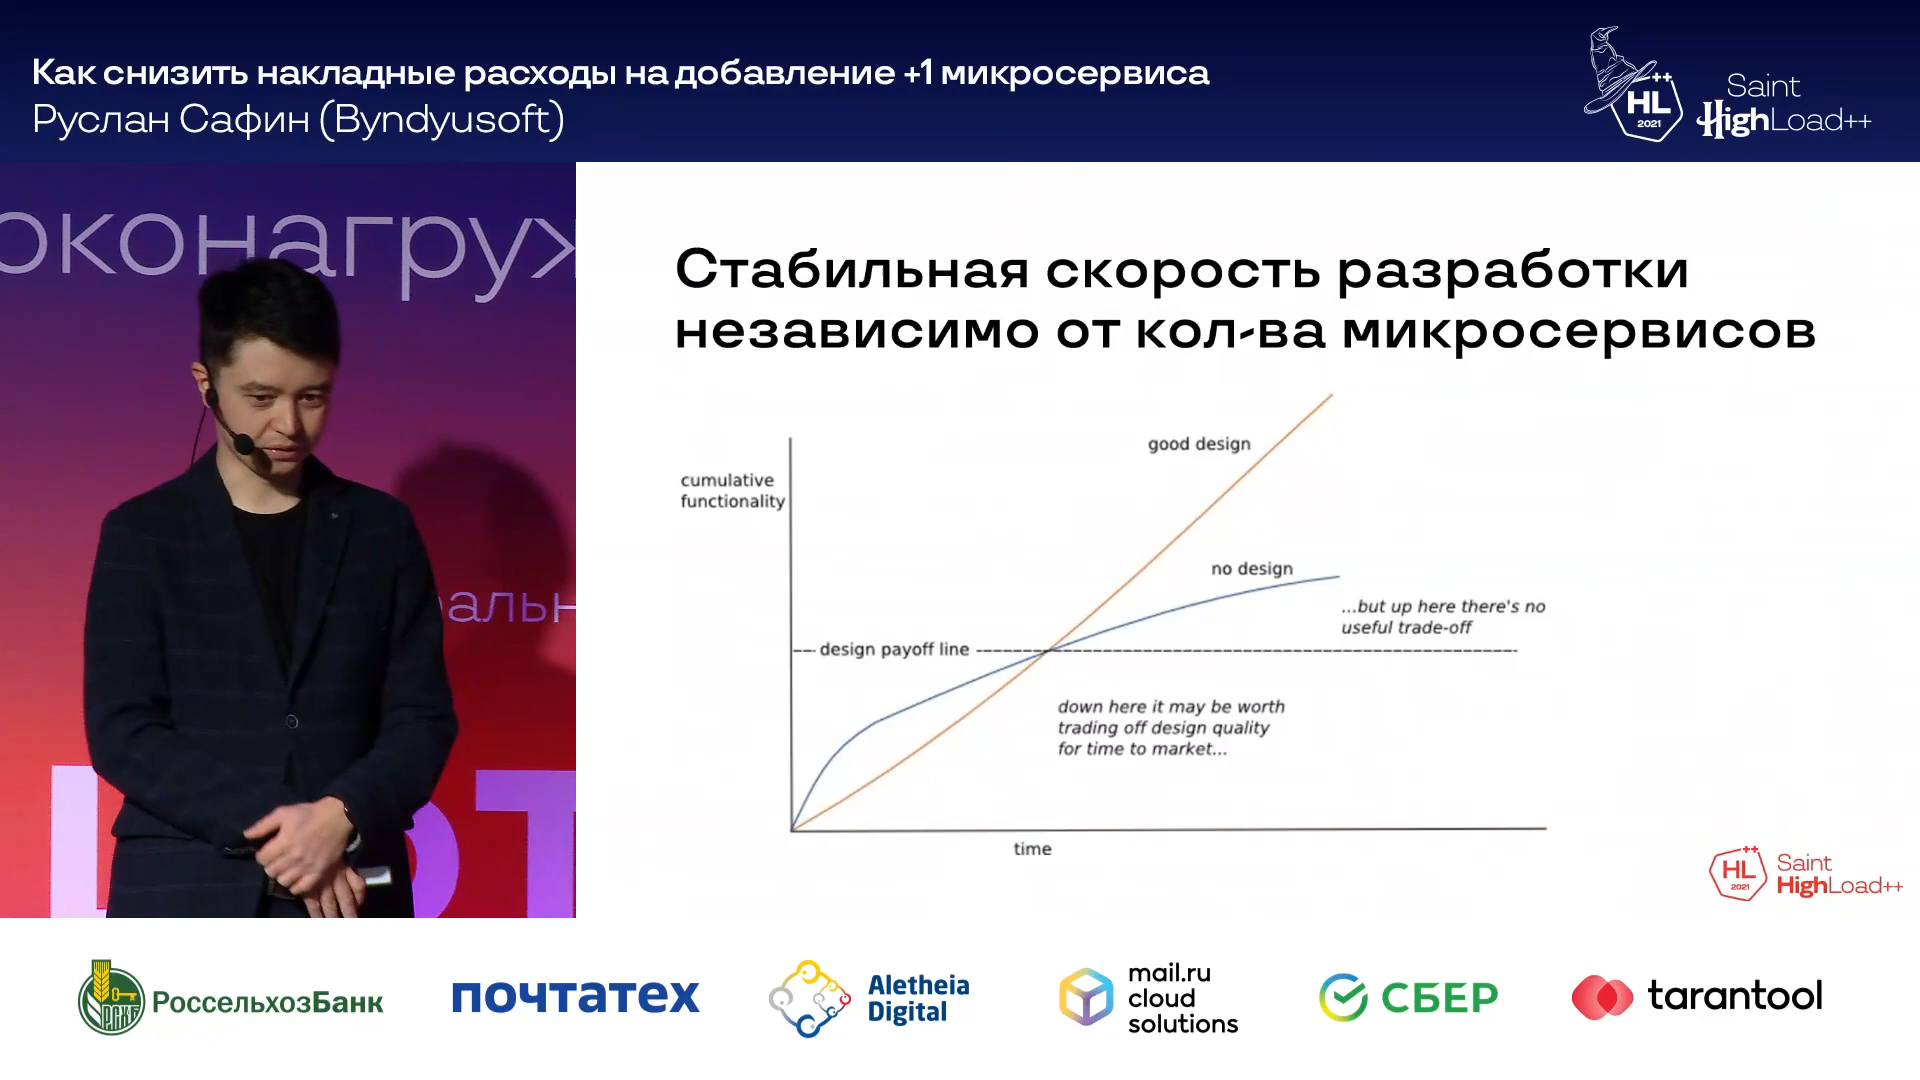 Как снизить накладные расходы на добавление +1 микросервиса
Руслан Сафин (Byndyusoft)
++
HL
2021
Saint
HighLoad++
оконагруж
альн
Стабильная скорость разработки
независимо от кол-ва микросервисов
good design
cumulative
functionality
no design
...but up here there's no
useful trade-off
design payoff line
down here it may be worth
trading off design quality
for time to market...
time
++
HL
2021
Saint
HighLoad++
РСХБ
РоссельхозБанк
почтатех
Aletheia
Digital
mail.ru
cloud
solutions
СБЕР
tarantool